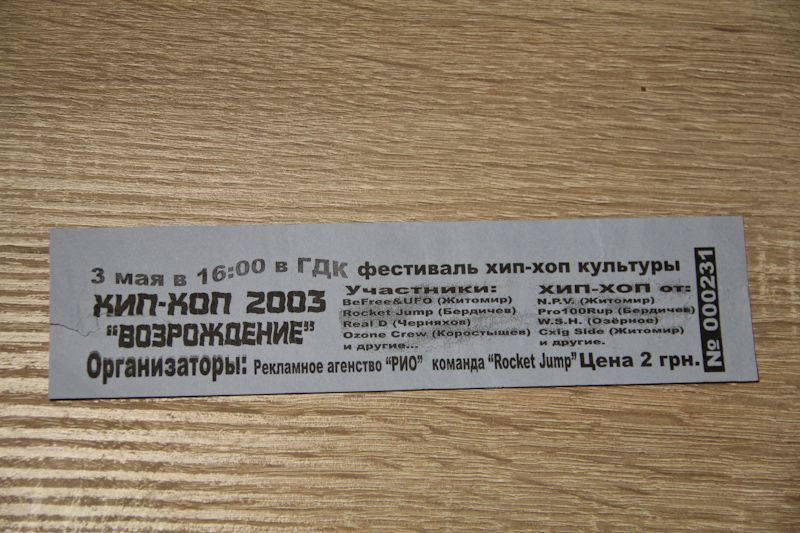 3 мая в 16:00 в ГДК фестиваль хип-хоп культуры
ХИП-ХОП 2003
"ВОЗРОЖДЕНИЕ"
Участники:
BeFree&UFO (Житомир)
Rocket Jump (Бердичев)
Real D (Черняхов)
Ozone Crew (Коростышев)
и другие...
ХИП-ХОП от:
N.P.V. (Житомир)
Pro100Rup (Бердичев)
W.S.H. (Озёрное)
Cxig Side (Житомир)
и другие.
Организаторы: Рекламное агенство "РИО" команда "Rocket Jump" Цена 2 грн.
№ 000231